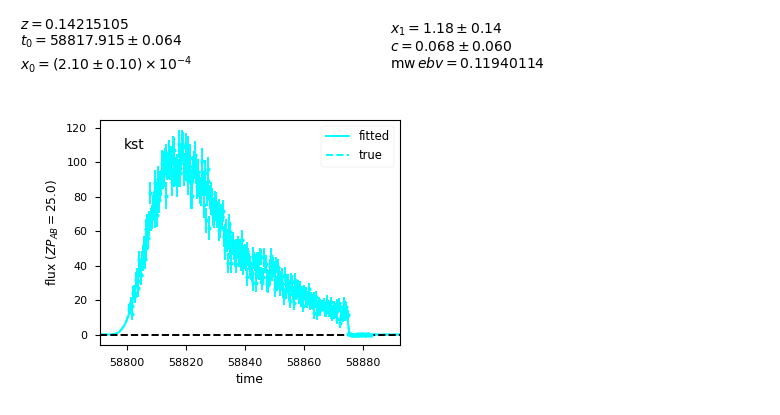 z = 0.14215105
t₀ = 58817.915 ± 0.064
x₀ = (2.10 ± 0.10) × 10⁻⁴
x₁ = 1.18 ± 0.14
c = 0.068 ± 0.060
mw ebv = 0.11940114
kst
fitted
true
flux (ZP_AB = 25.0)
120
100
80
60
40
20
0
58800 58820 58840 58860 58880
time